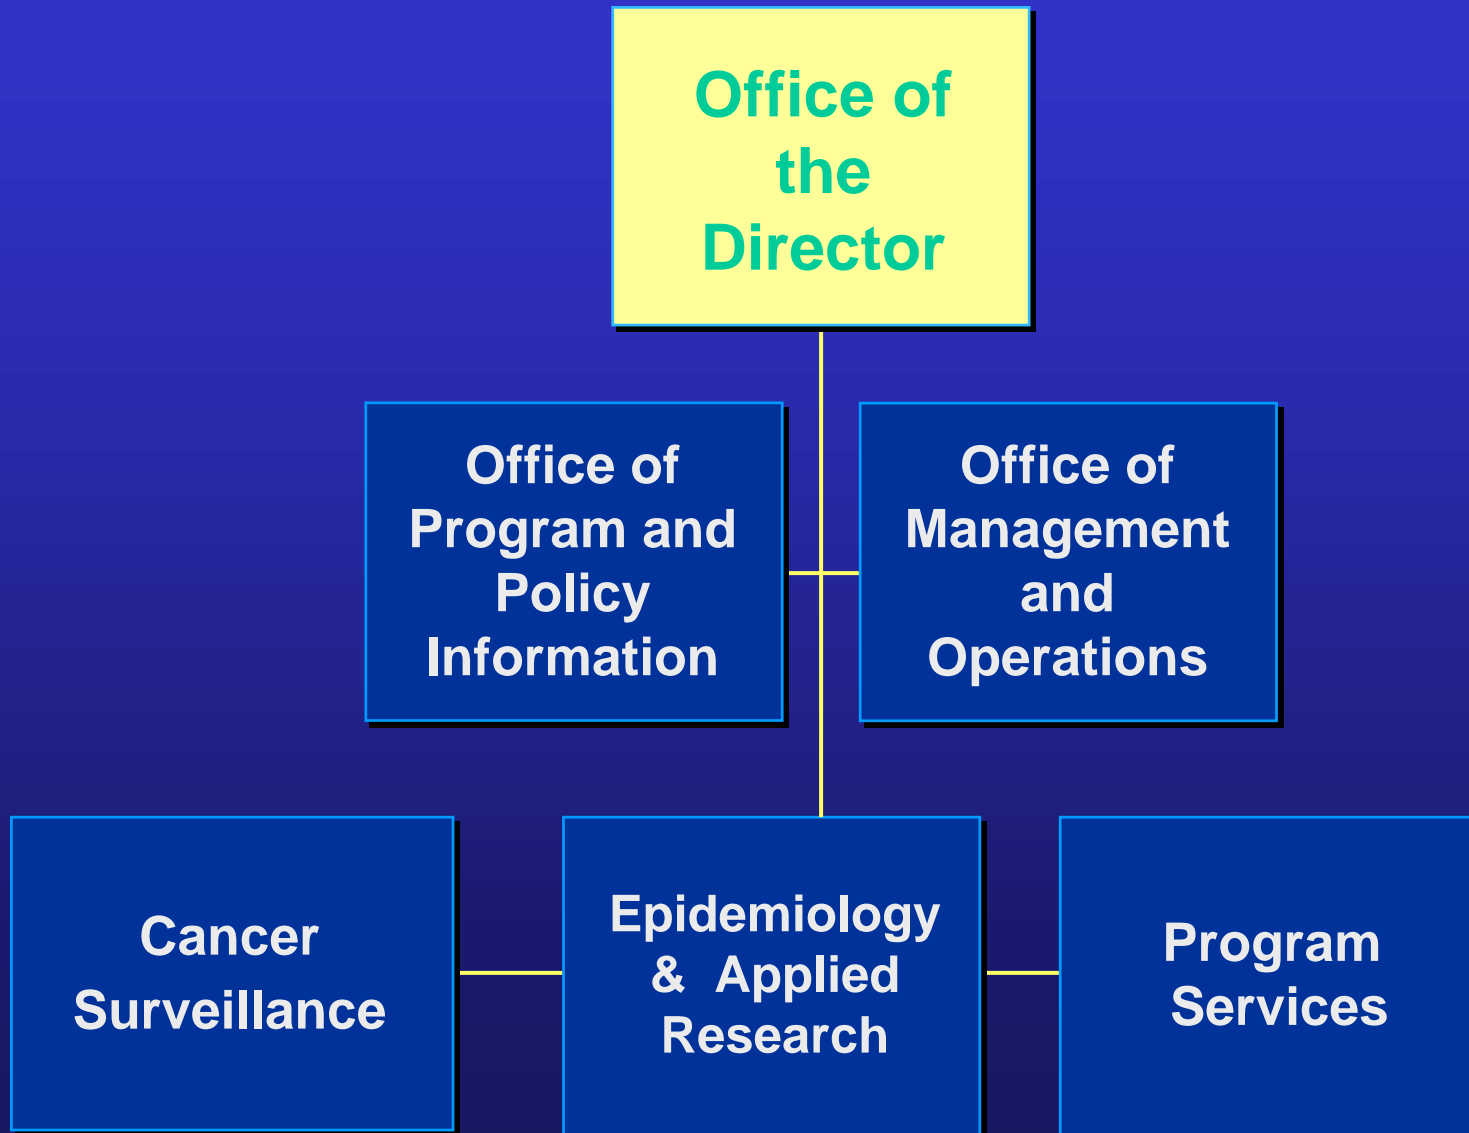 Office of
the
Director
Office of
Program and
Policy
Information
Office of
Management
and
Operations
Cancer
Surveillance
Epidemiology
& Applied
Research
Program
Services